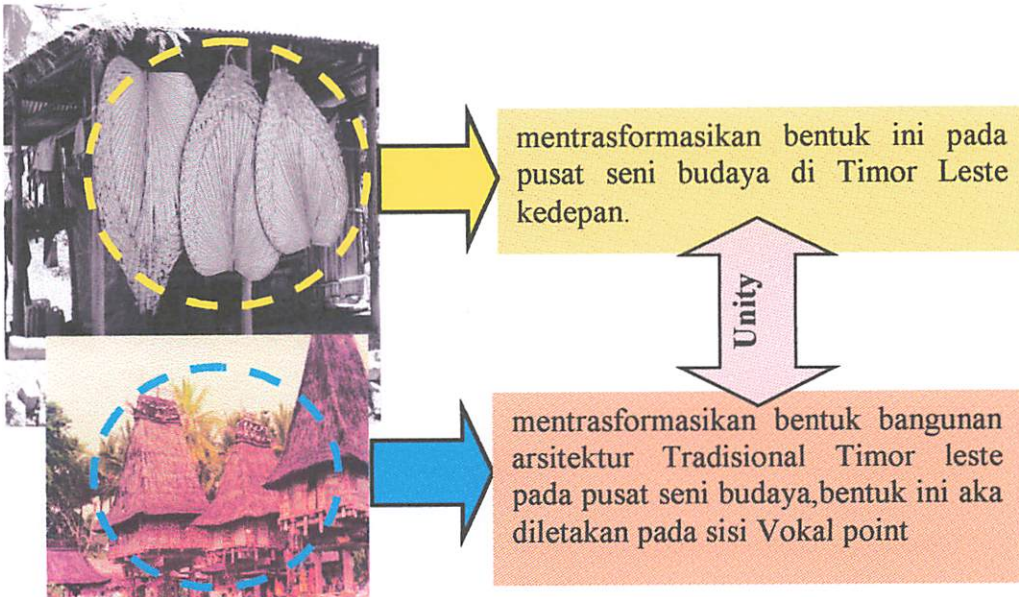 mentrasformasikan bentuk ini pada
pusat seni budaya di Timor Leste
kedepan.
Unity
mentrasformasikan bentuk bangunan
arsitektur Tradisional Timor leste
pada pusat seni budaya,bentuk ini aka
diletakan pada sisi Vokal point